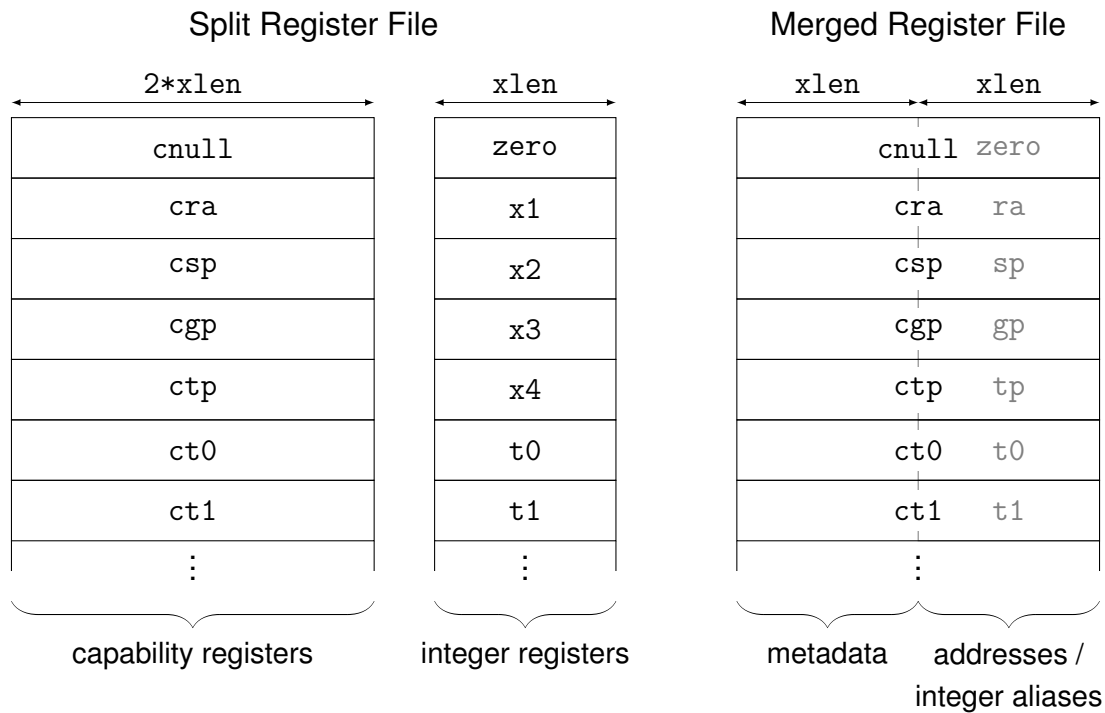 Split Register File Merged Register File
2*xlen xlen xlen xlen
cnull zero cnull zero
cra x1 cra ra
csp x2 csp sp
cgp x3 cgp gp
ctp x4 ctp tp
ct0 t0 ct0 t0
ct1 t1 ct1 t1
⋮ ⋮ ⋮
capability registers integer registers metadata addresses /
integer aliases